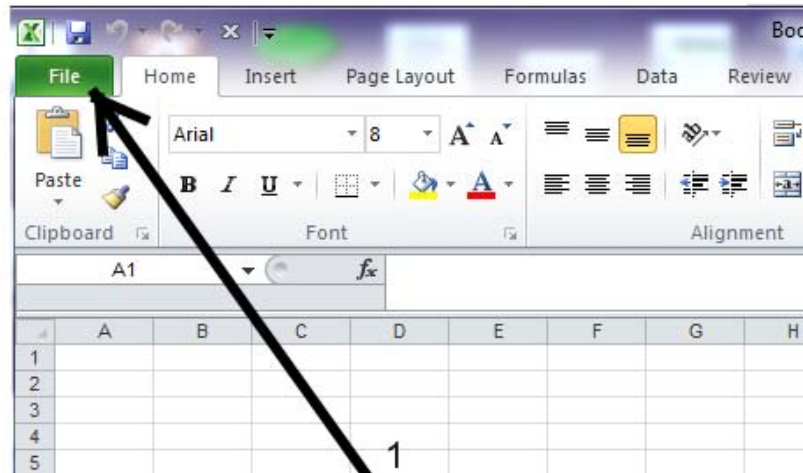 Boo
File Home Insert Page Layout Formulas Data Review
Arial 8 A A
Paste B I U A
Clipboard Font Alignment
A1 fx
A B C D E F G H
1
2
3
4
5
1